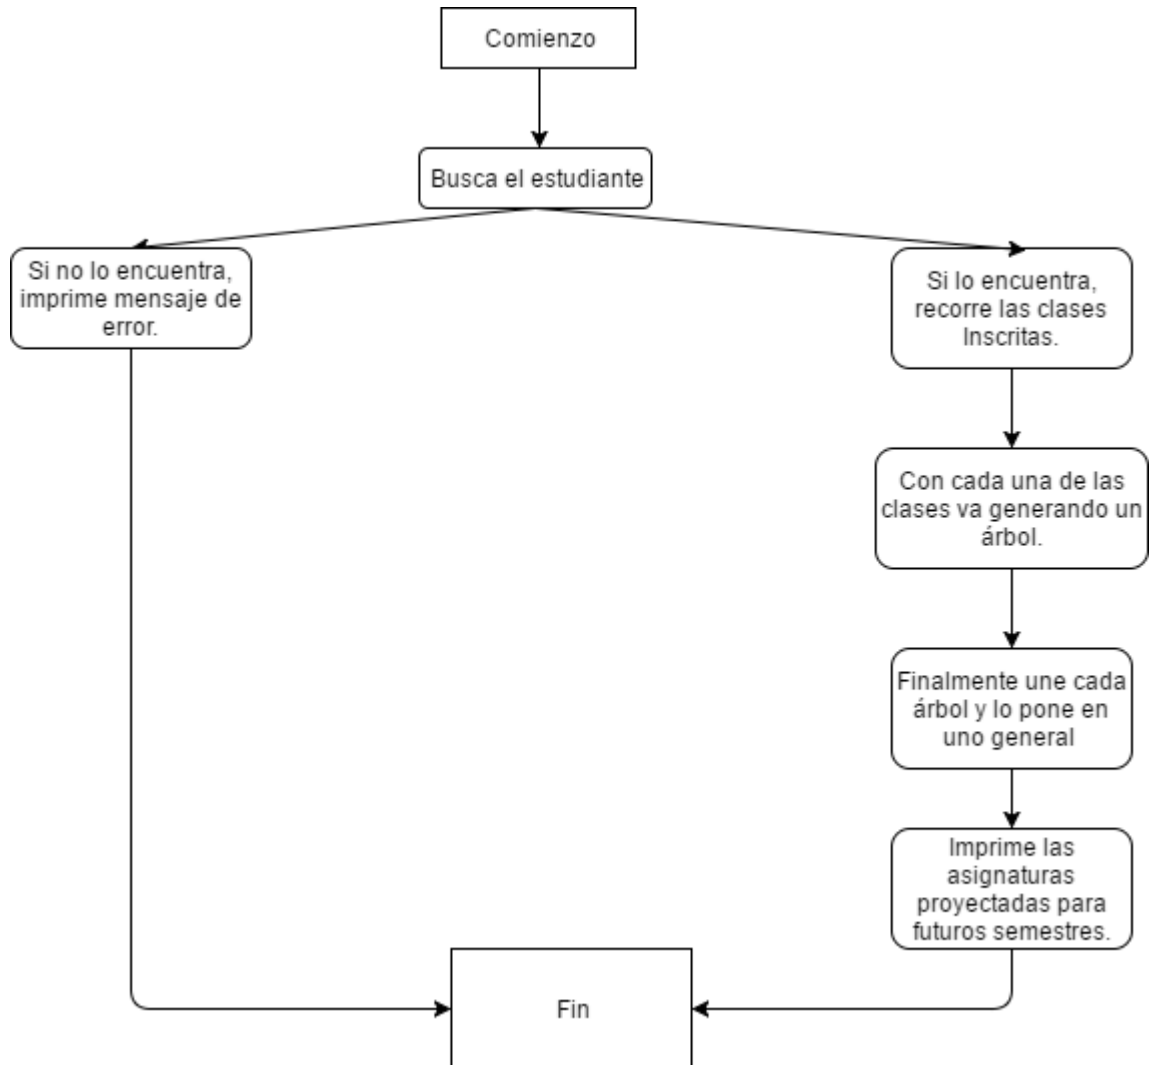 Comienzo
Busca el estudiante
Si no lo encuentra,
imprime mensaje de
error.
Si lo encuentra,
recorre las clases
Inscritas.
Con cada una de las
clases va generando un
árbol.
Finalmente une cada
árbol y lo pone en
uno general
Imprime las
asignaturas
proyectadas para
futuros semestres.
Fin